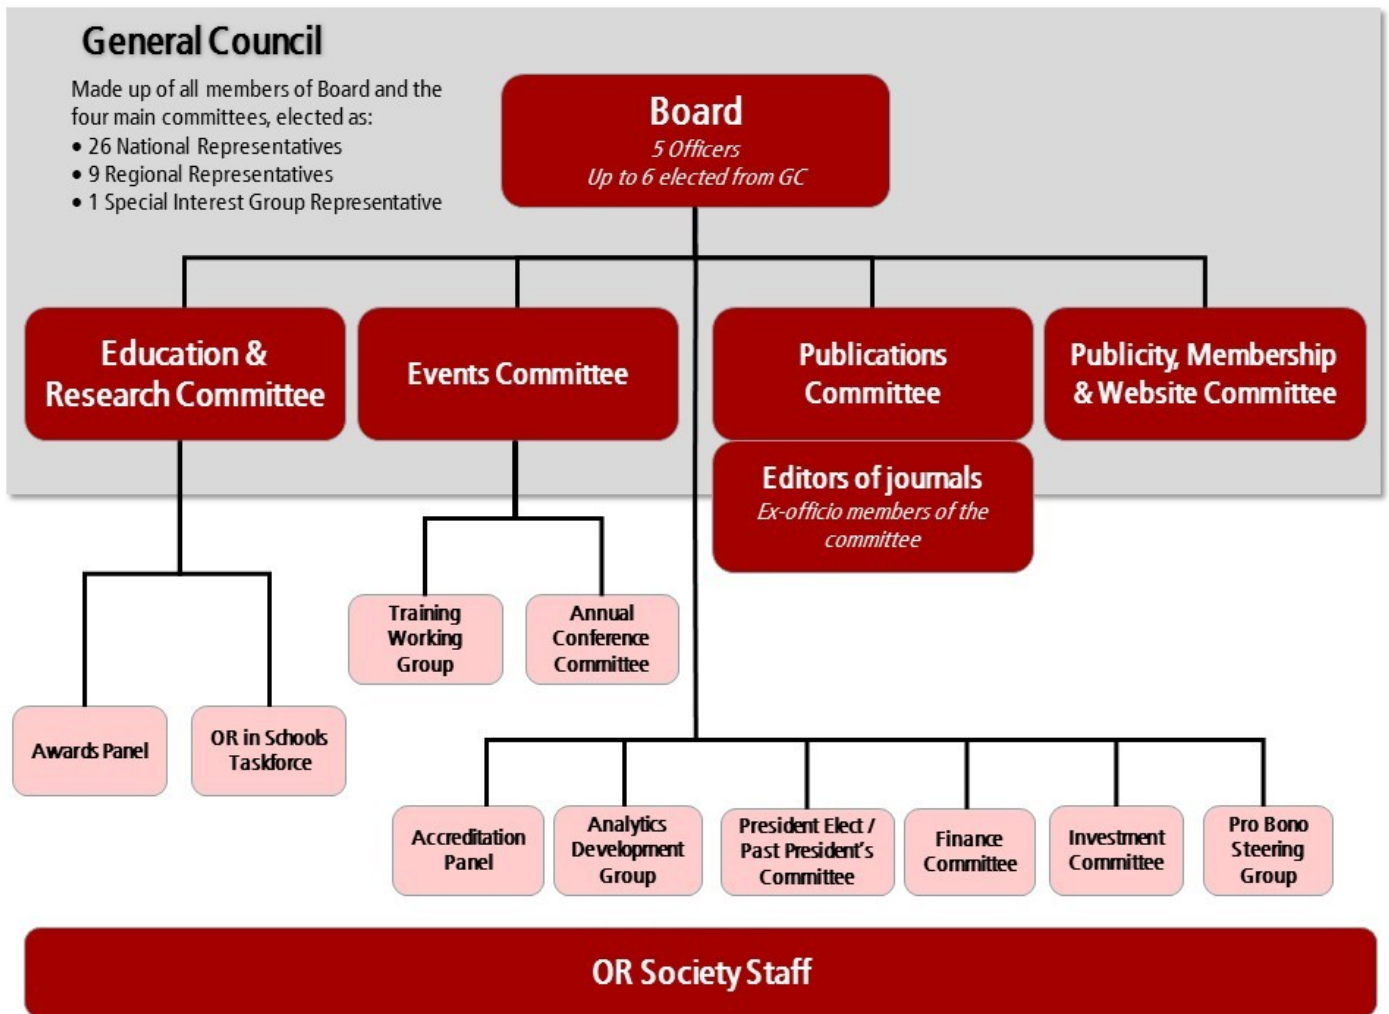 General Council
Made up of all members of Board and the
four main committees, elected as:
• 26 National Representatives
• 9 Regional Representatives
• 1 Special Interest Group Representative
Board
5 Officers
Up to 6 elected from GC
Education &
Research Committee
Events Committee
Publications
Committee
Publicity, Membership
& Website Committee
Editors of journals
Ex-officio members of the
committee
Training
Working
Group
Annual
Conference
Committee
Awards Panel
OR in Schools
Taskforce
Accreditation
Panel
Analytics
Development
Group
President Elect /
Past President's
Committee
Finance
Committee
Investment
Committee
Pro Bono
Steering
Group
OR Society Staff